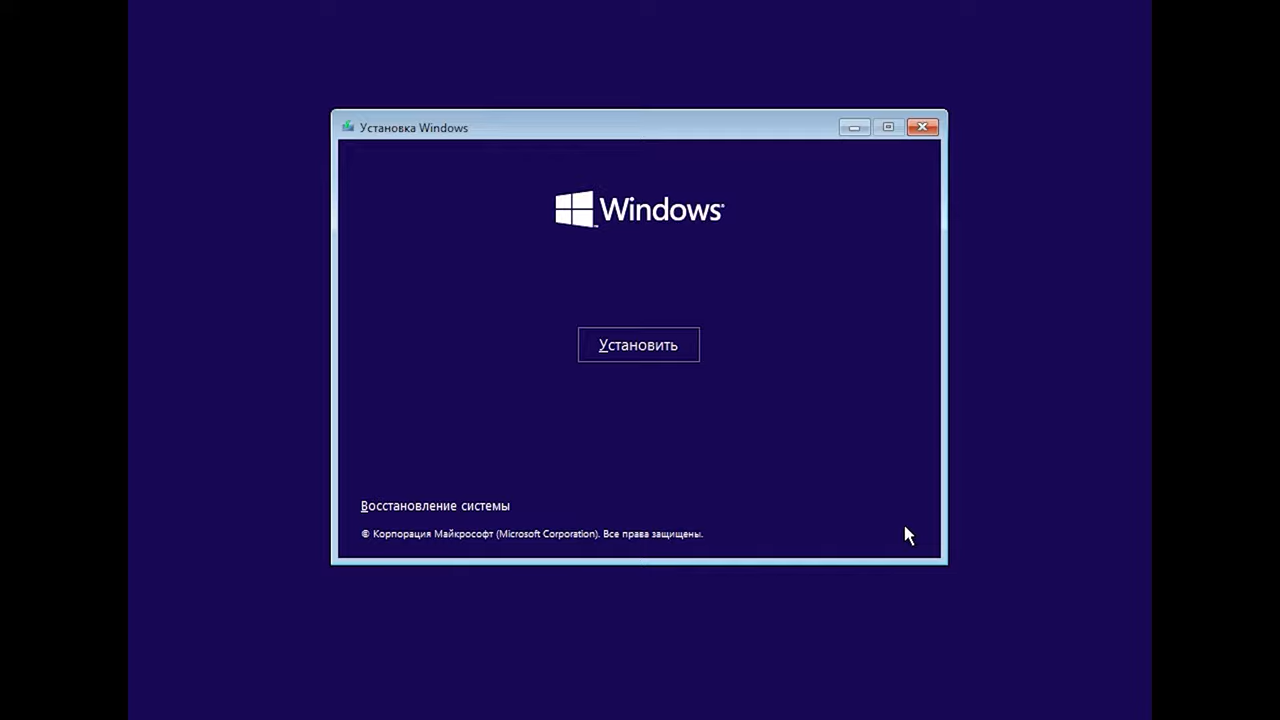 Установка Windows
Windows
Установить
Восстановление системы
© Корпорация Майкрософт (Microsoft Corporation). Все права защищены.